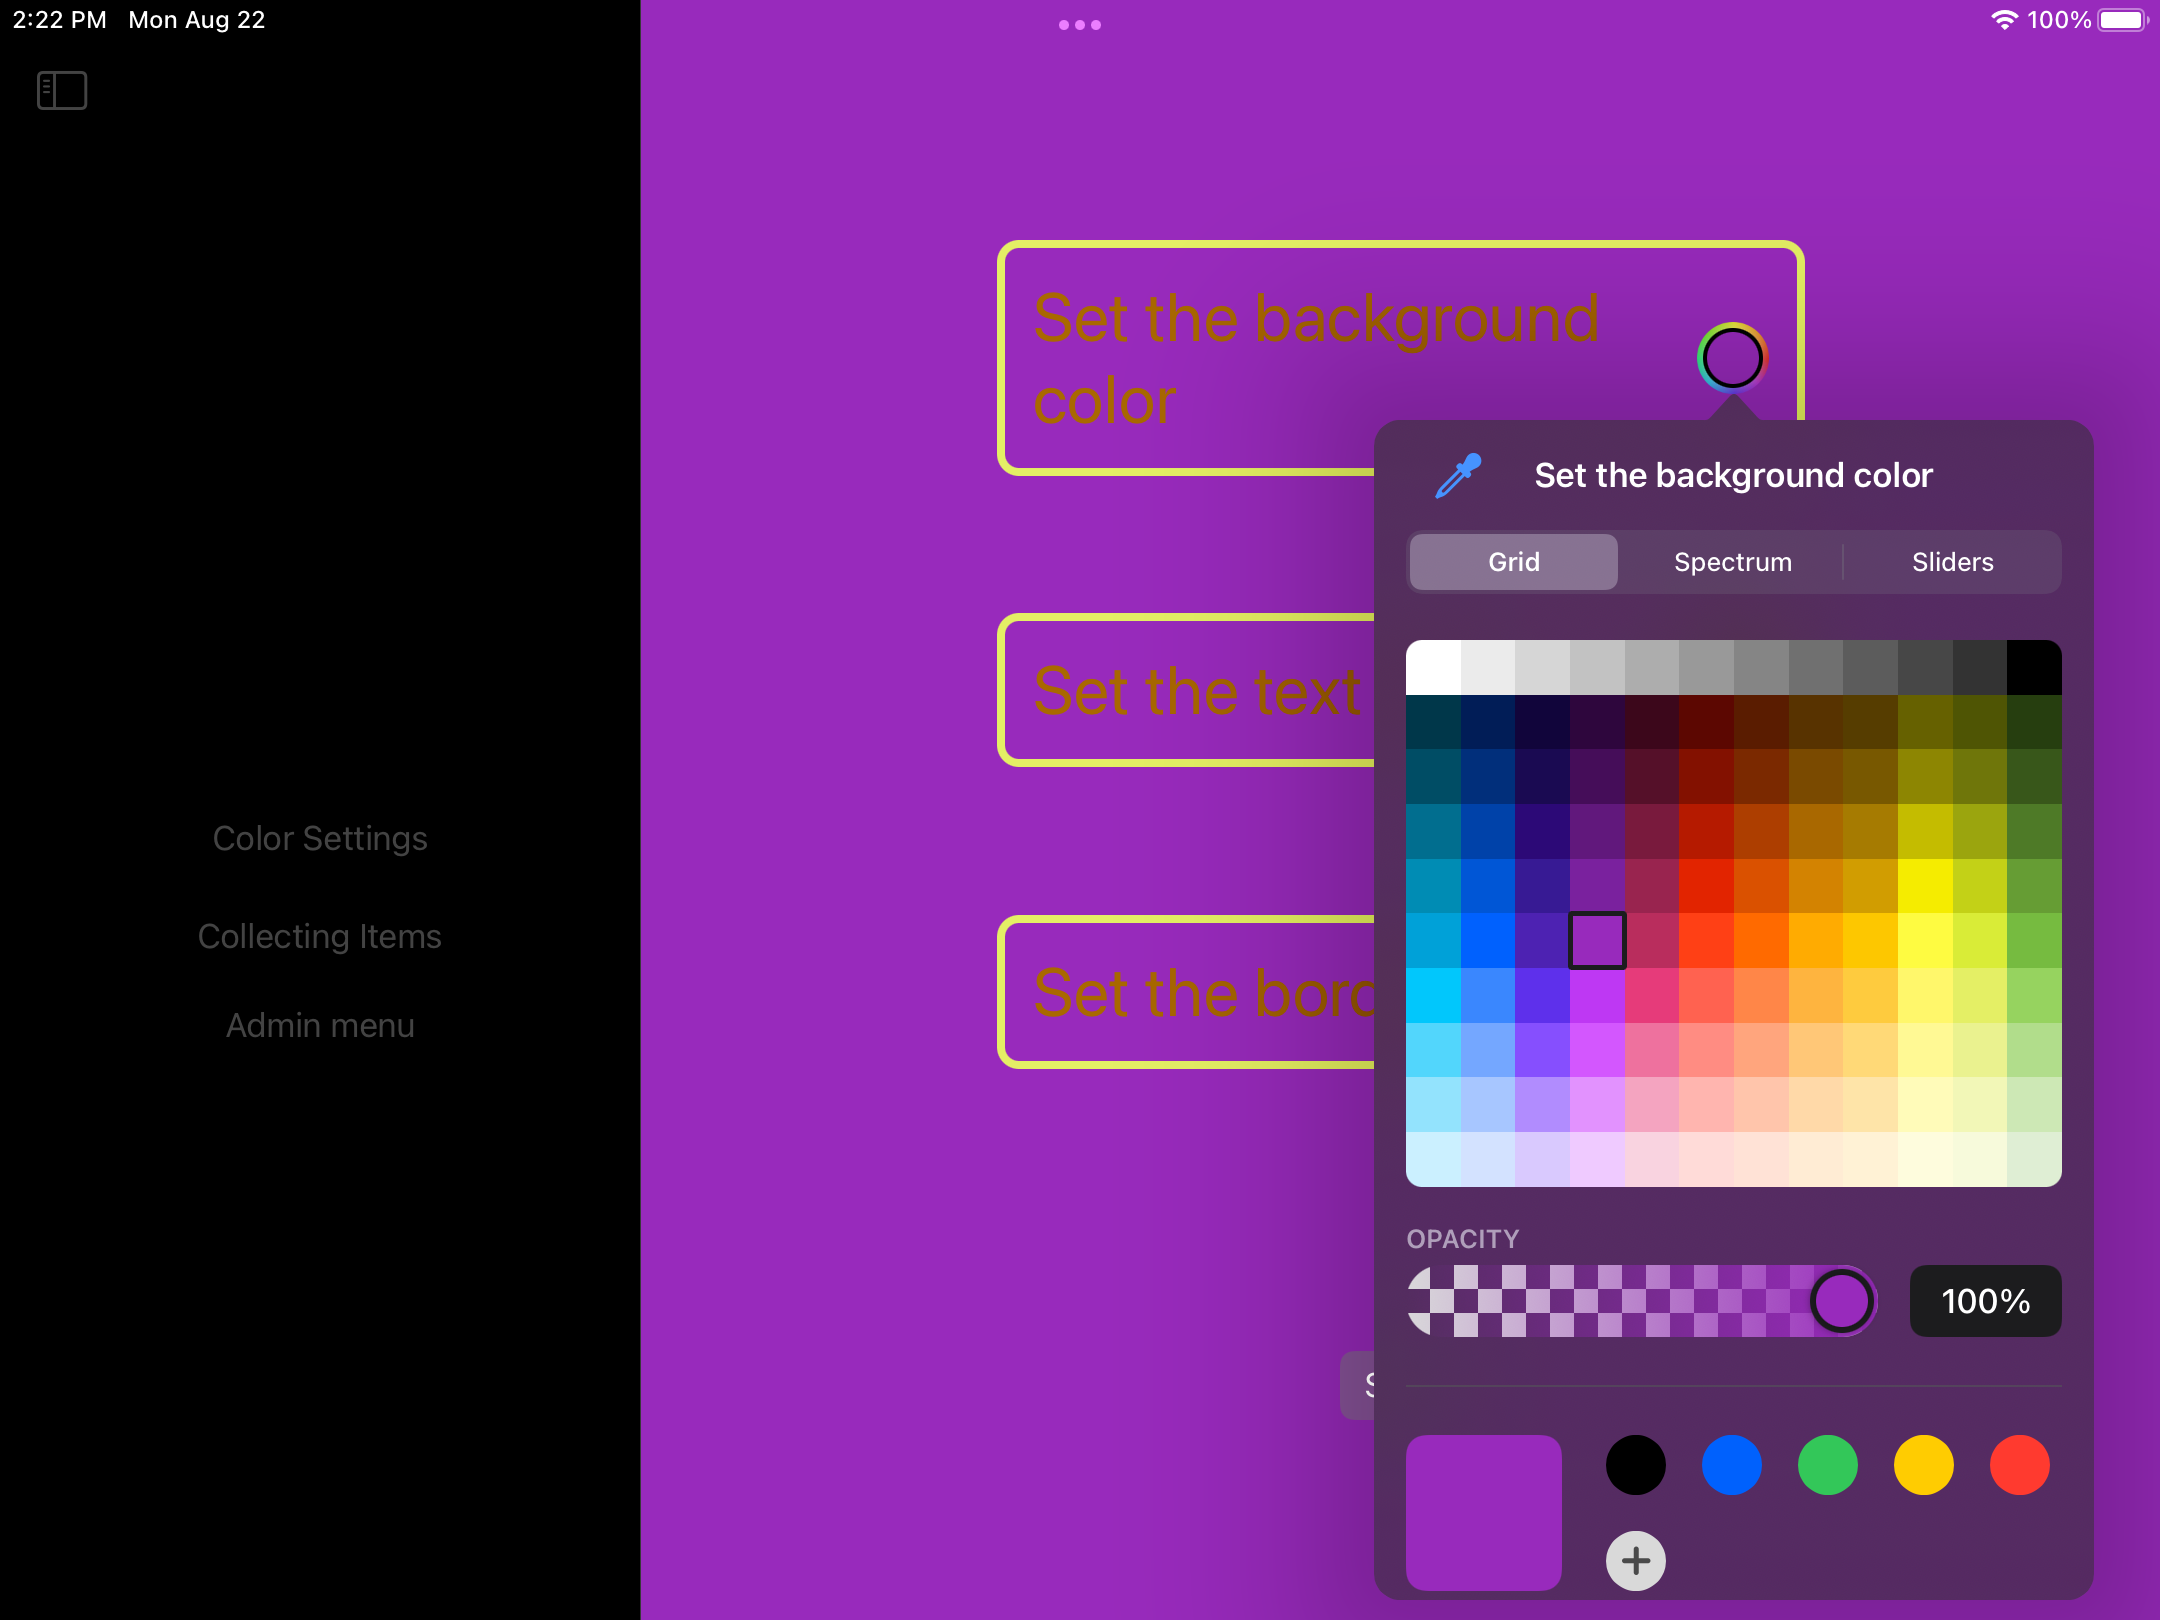 2:22 PM Mon Aug 22
100%
Color Settings
Collecting Items
Admin menu
Set the background
color
Set the text
Set the
Set the background color
Grid Spectrum Sliders
OPACITY
100%